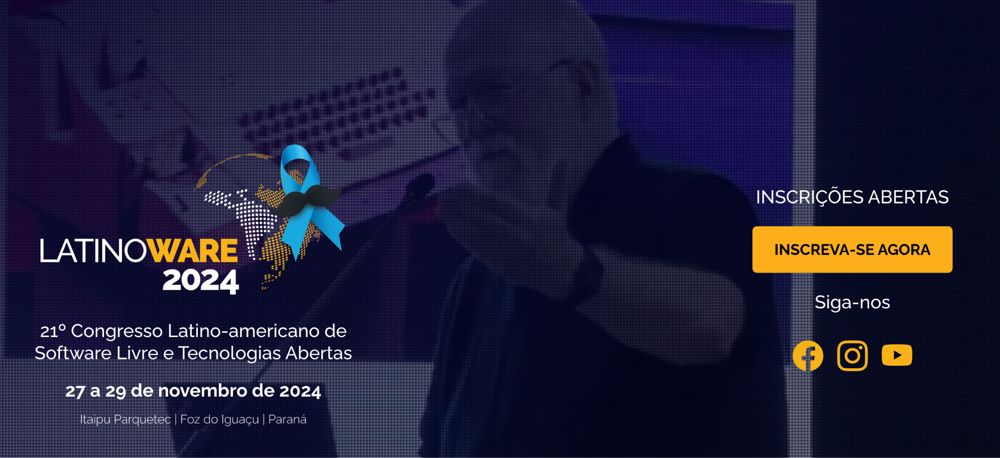 LATINOWARE
2024
21º Congresso Latino-americano de
Software Livre e Tecnologias Abertas
27 a 29 de novembro de 2024
Itaipu Parquetec | Foz do Iguaçu | Paraná
INSCRIÇÕES ABERTAS
INSCREVA-SE AGORA
Siga-nos